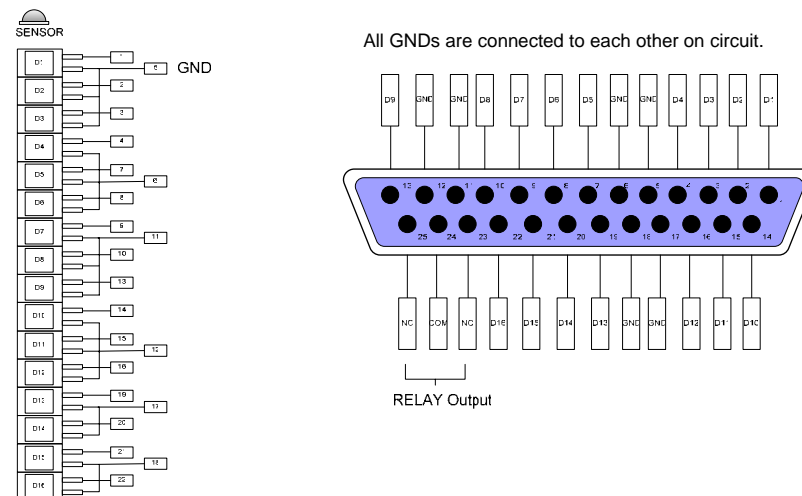 SENSOR
All GNDs are connected to each other on circuit.
GND
D1
D2
D3
D4
D5
D6
D7
D8
D9
D10
D11
D12
D13
D14
D15
D16
1
2
3
4
7
8
9
10
13
14
15
16
19
20
21
22
5
6
11
12
17
18
D9 GND GND D8 D7 D6 D5 GND GND D4 D3 D2 D1
13 12 11 10 9 8 7 6 5 4 3 2 1
25 24 23 22 21 20 19 18 17 16 15 14
NC COM NC D16 D15 D14 D13 GND GND D12 D11 D10
RELAY Output